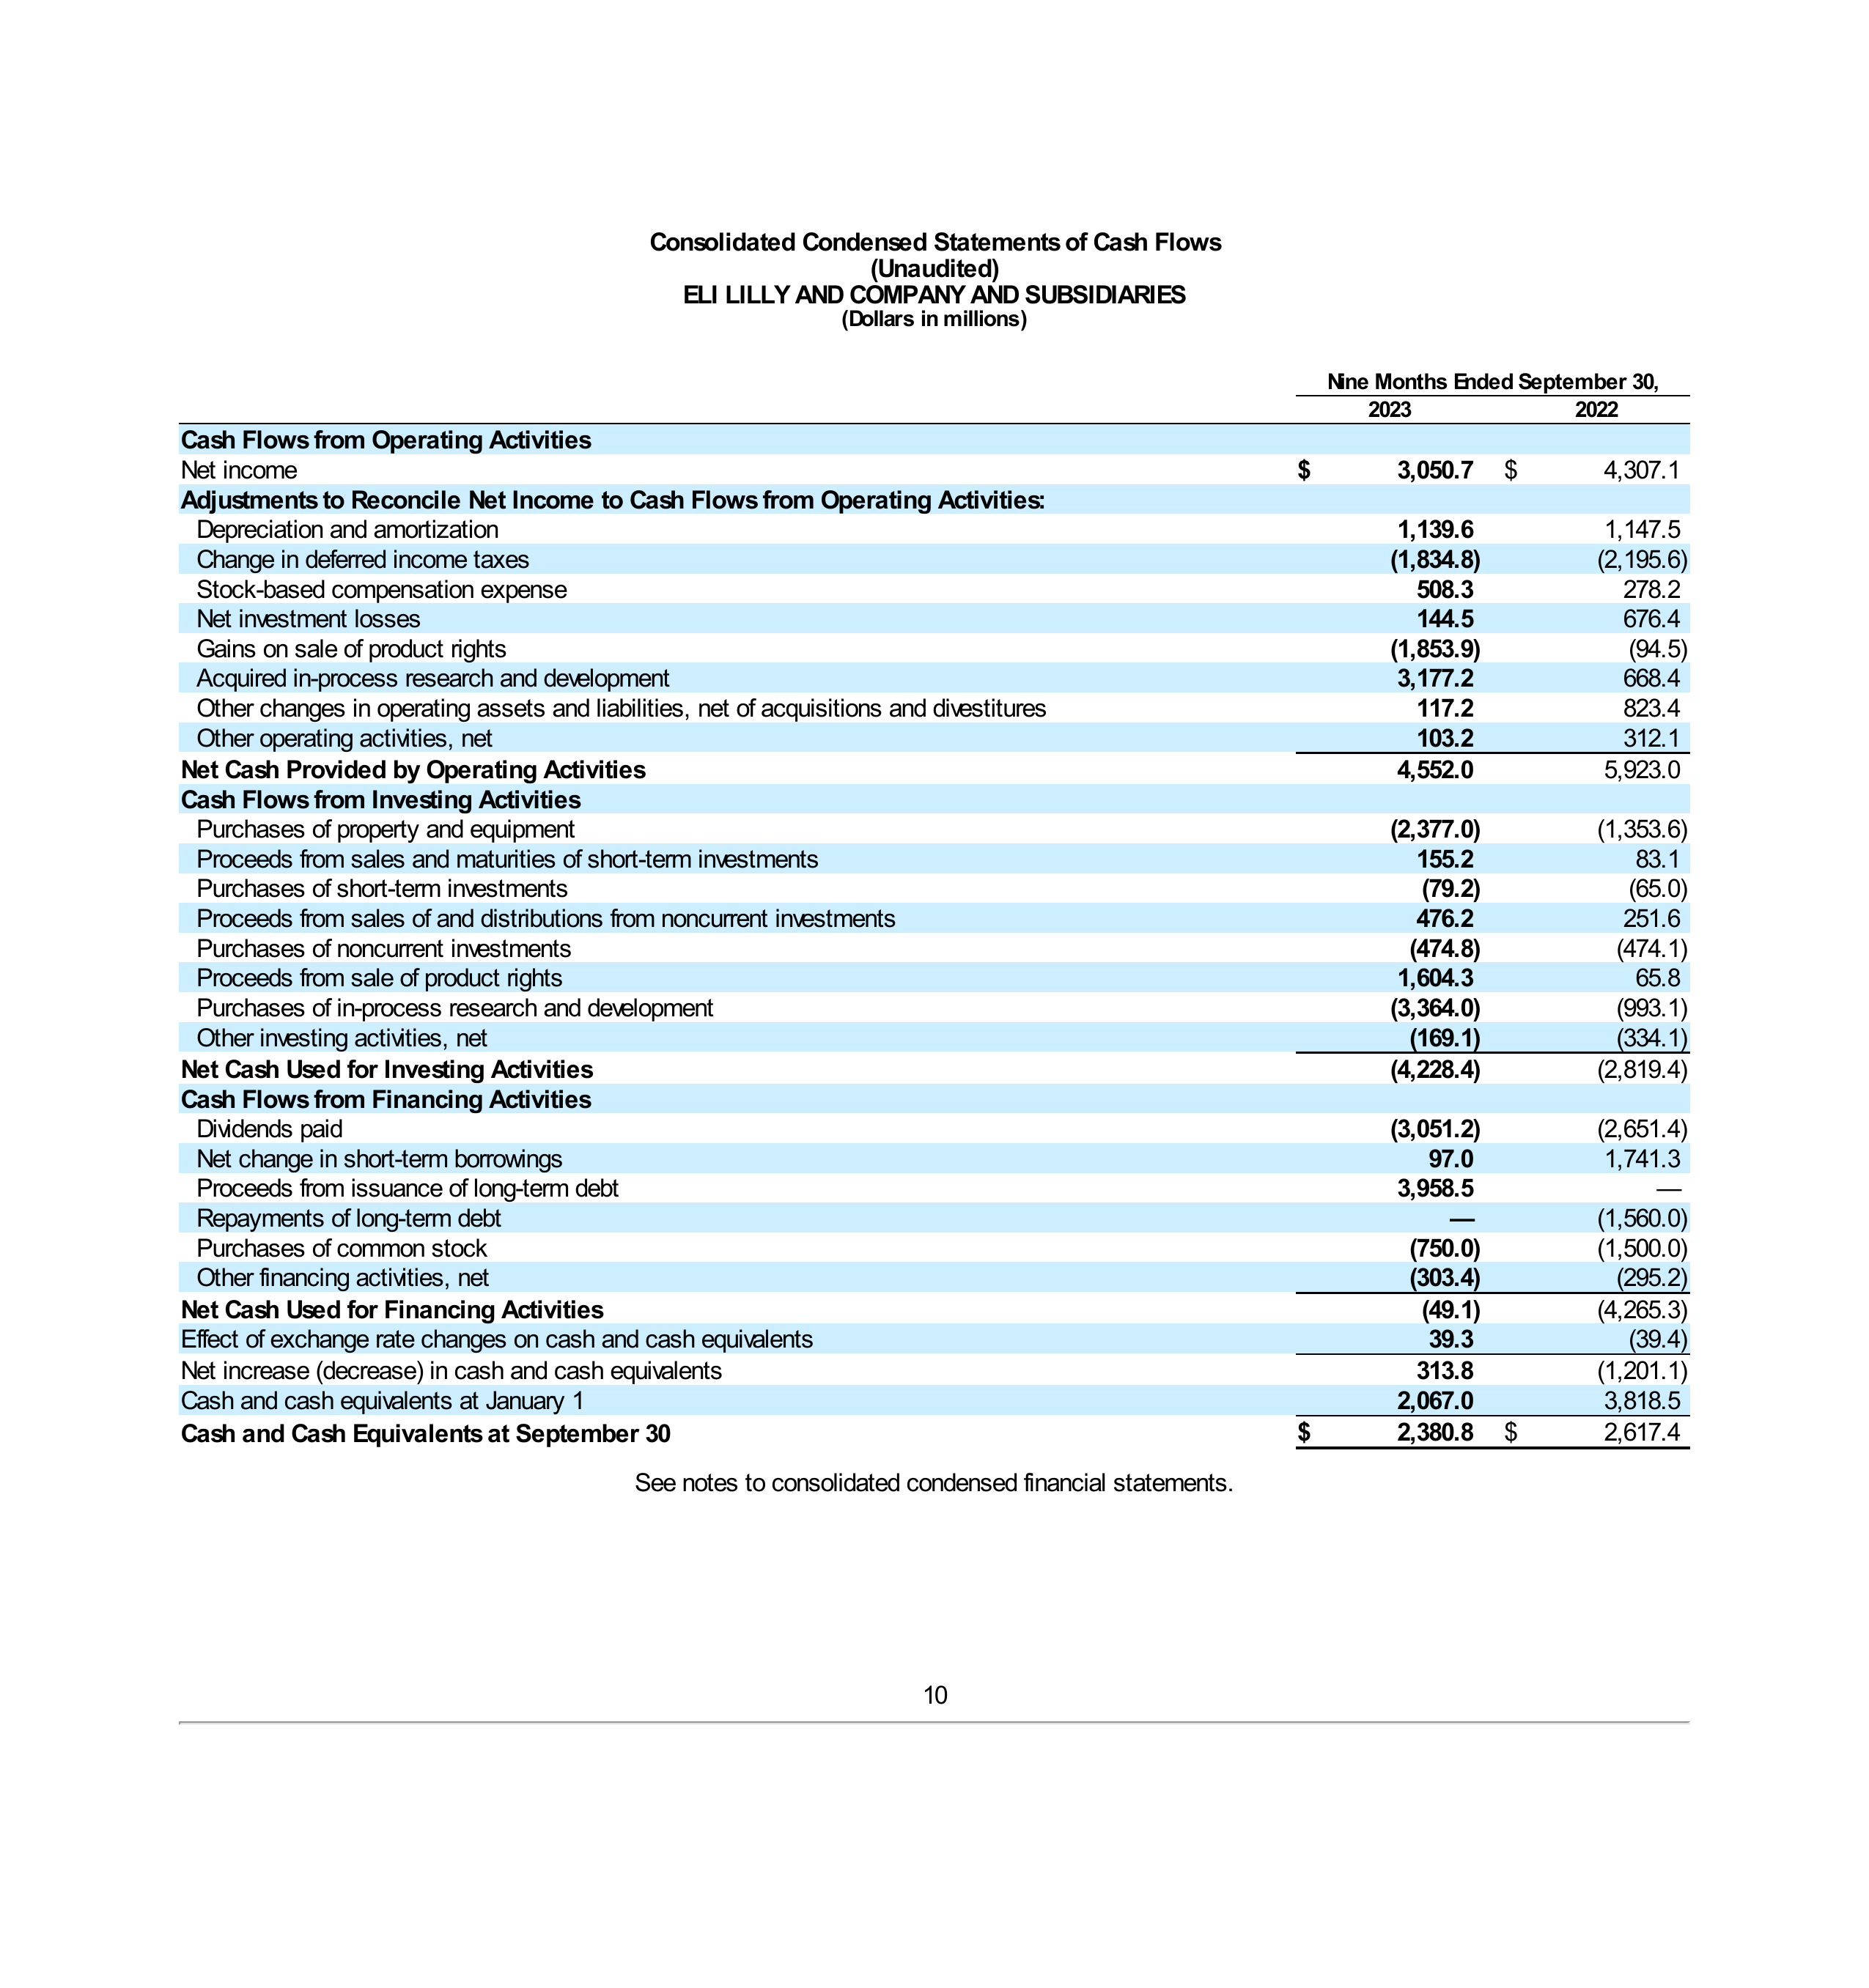 Consolidated Condensed Statements of Cash Flows
(Unaudited)
ELI LILLY AND COMPANY AND SUBSIDIARIES
(Dollars in millions)
Nine Months Ended September 30,
2023 2022
Cash Flows from Operating Activities
Net income $ 3,050.7 $ 4,307.1
Adjustments to Reconcile Net Income to Cash Flows from Operating Activities:
Depreciation and amortization 1,139.6 1,147.5
Change in deferred income taxes (1,834.8) (2,195.6)
Stock-based compensation expense 508.3 278.2
Net investment losses 144.5 676.4
Gains on sale of product rights (1,853.9) (94.5)
Acquired in-process research and development 3,177.2 668.4
Other changes in operating assets and liabilities, net of acquisitions and divestitures 117.2 823.4
Other operating activities, net 103.2 312.1
Net Cash Provided by Operating Activities 4,552.0 5,923.0
Cash Flows from Investing Activities
Purchases of property and equipment (2,377.0) (1,353.6)
Proceeds from sales and maturities of short-term investments 155.2 83.1
Purchases of short-term investments (79.2) (65.0)
Proceeds from sales of and distributions from noncurrent investments 476.2 251.6
Purchases of noncurrent investments (474.8) (474.1)
Proceeds from sale of product rights 1,604.3 65.8
Purchases of in-process research and development (3,364.0) (993.1)
Other investing activities, net (169.1) (334.1)
Net Cash Used for Investing Activities (4,228.4) (2,819.4)
Cash Flows from Financing Activities
Dividends paid (3,051.2) (2,651.4)
Net change in short-term borrowings 97.0 1,741.3
Proceeds from issuance of long-term debt 3,958.5 —
Repayments of long-term debt — (1,560.0)
Purchases of common stock (750.0) (1,500.0)
Other financing activities, net (303.4) (295.2)
Net Cash Used for Financing Activities (49.1) (4,265.3)
Effect of exchange rate changes on cash and cash equivalents 39.3 (39.4)
Net increase (decrease) in cash and cash equivalents 313.8 (1,201.1)
Cash and cash equivalents at January 1 2,067.0 3,818.5
Cash and Cash Equivalents at September 30 $ 2,380.8 $ 2,617.4
See notes to consolidated condensed financial statements.
10